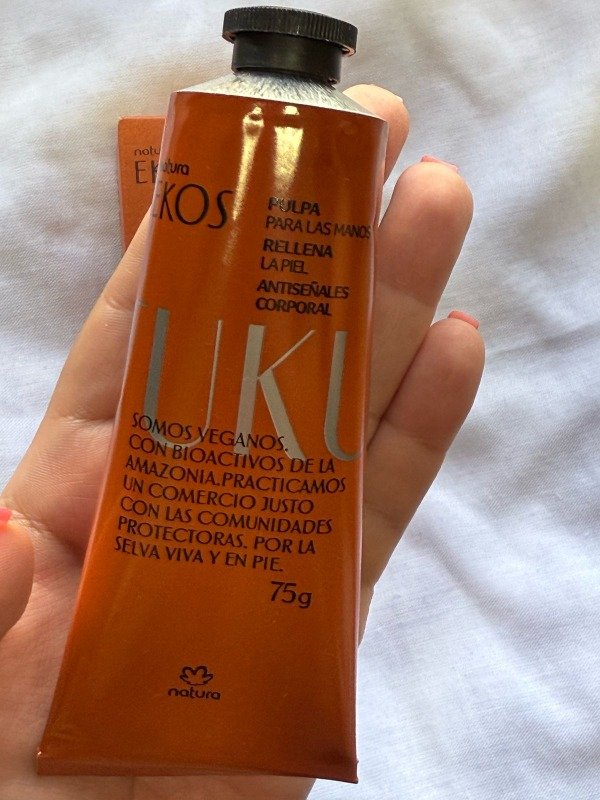 natura
EKOS
PULPA
PARA LAS MANOS
RELLENA
LA PIEL
ANTISEÑALES
CORPORAL
UKU
SOMOS VEGANOS.
CON BIOACTIVOS DE LA
AMAZONIA.PRACTICAMOS
UN COMERCIO JUSTO
CON LAS COMUNIDADES
PROTECTORAS. POR LA
SELVA VIVA Y EN PIE.
75g
natura